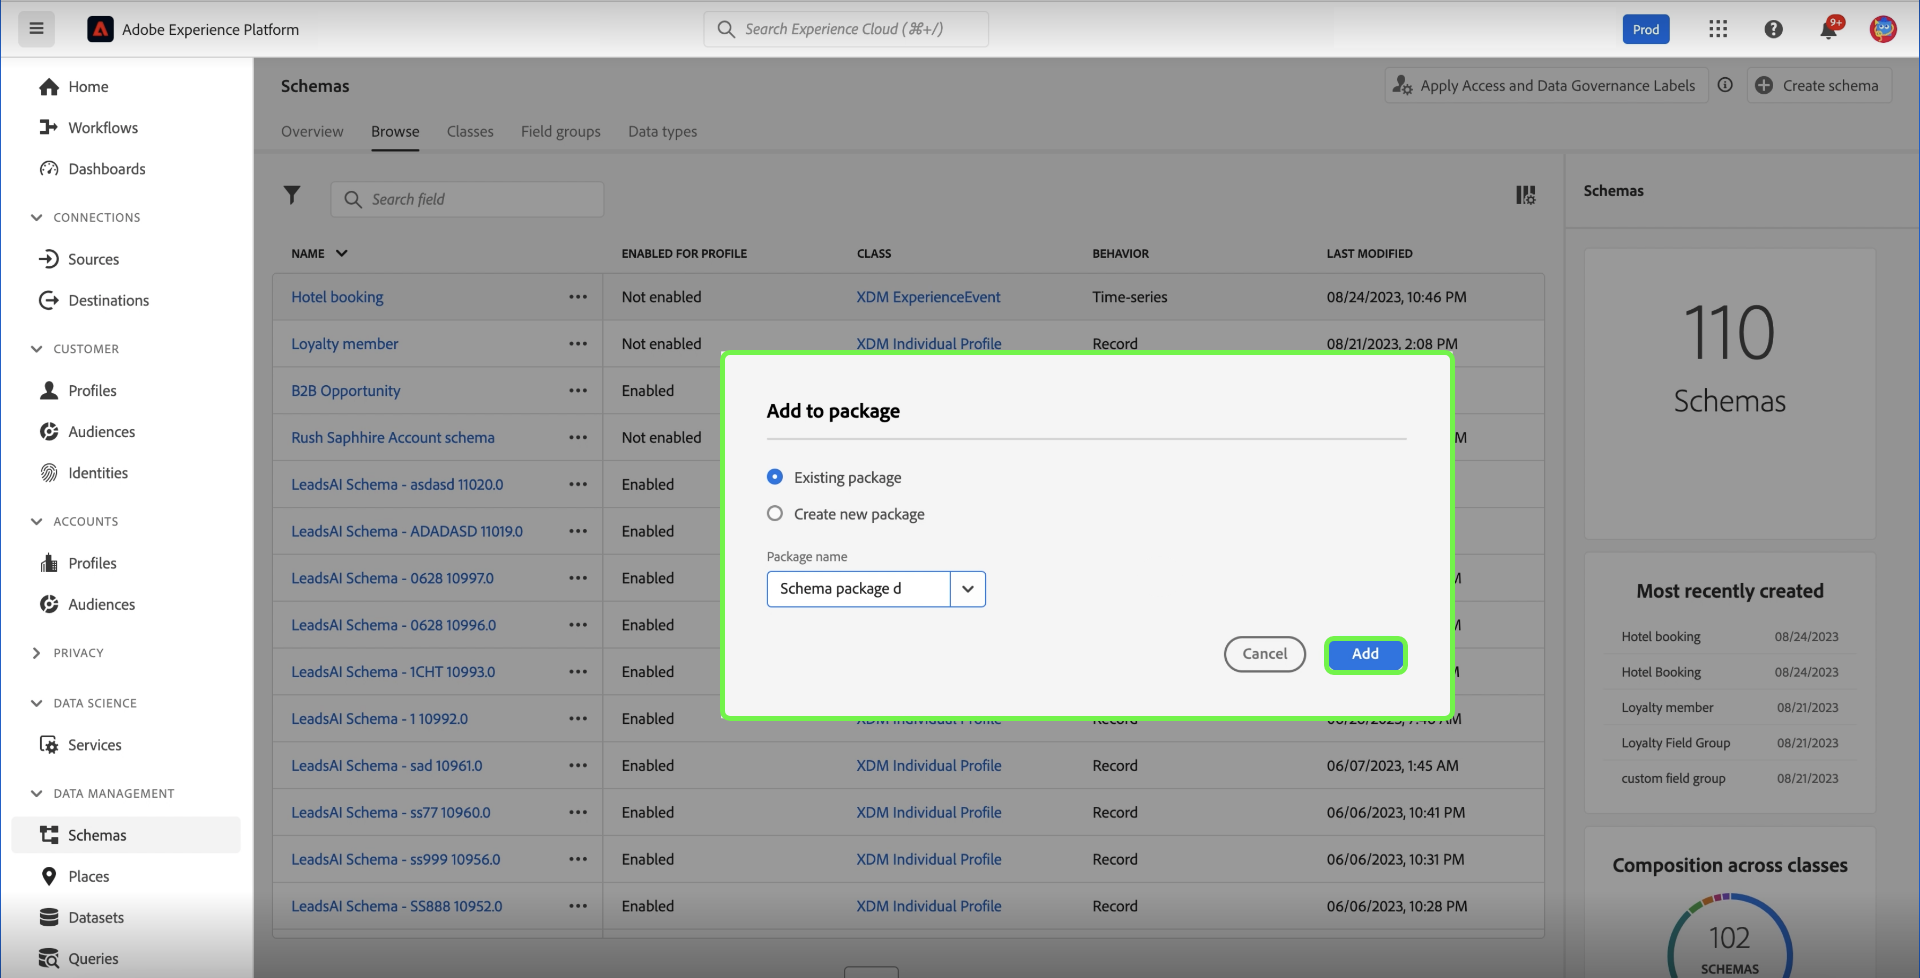 Adobe Experience Platform
Search Experience Cloud (⌘+/)
Prod
9+
Home
Workflows
Dashboards
CONNECTIONS
Sources
Destinations
CUSTOMER
Profiles
Audiences
Identities
ACCOUNTS
Profiles
Audiences
PRIVACY
DATA SCIENCE
Services
DATA MANAGEMENT
Schemas
Places
Datasets
Queries
Schemas
Apply Access and Data Governance Labels
Create schema
Overview Browse Classes Field groups Data types
Search field
NAME ENABLED FOR PROFILE CLASS BEHAVIOR LAST MODIFIED
Hotel booking Not enabled XDM ExperienceEvent Time-series 08/24/2023, 10:46 PM
Loyalty member Not enabled XDM Individual Profile Record 08/21/2023, 2:08 PM
B2B Opportunity Enabled
Rush Saphhire Account schema Not enabled M
LeadsAI Schema - asdasd 11020.0 Enabled
LeadsAI Schema - ADADASD 11019.0 Enabled
LeadsAI Schema - 0628 10997.0 Enabled
LeadsAI Schema - 0628 10996.0 Enabled
LeadsAI Schema - 1CHT 10993.0 Enabled
LeadsAI Schema - 1 10992.0 Enabled XDM Individual Profile Record
LeadsAI Schema - sad 10961.0 Enabled XDM Individual Profile Record 06/07/2023, 1:45 AM
LeadsAI Schema - ss77 10960.0 Enabled XDM Individual Profile Record 06/06/2023, 10:41 PM
LeadsAI Schema - ss999 10956.0 Enabled XDM Individual Profile Record 06/06/2023, 10:31 PM
LeadsAI Schema - SS888 10952.0 Enabled XDM Individual Profile Record 06/06/2023, 10:28 PM
Add to package
Existing package
Create new package
Package name
Schema package d
Cancel
Add
Schemas
110
Schemas
Most recently created
Hotel booking 08/24/2023
Hotel Booking 08/24/2023
Loyalty member 08/21/2023
Loyalty Field Group 08/21/2023
custom field group 08/21/2023
Composition across classes
102
SCHEMAS